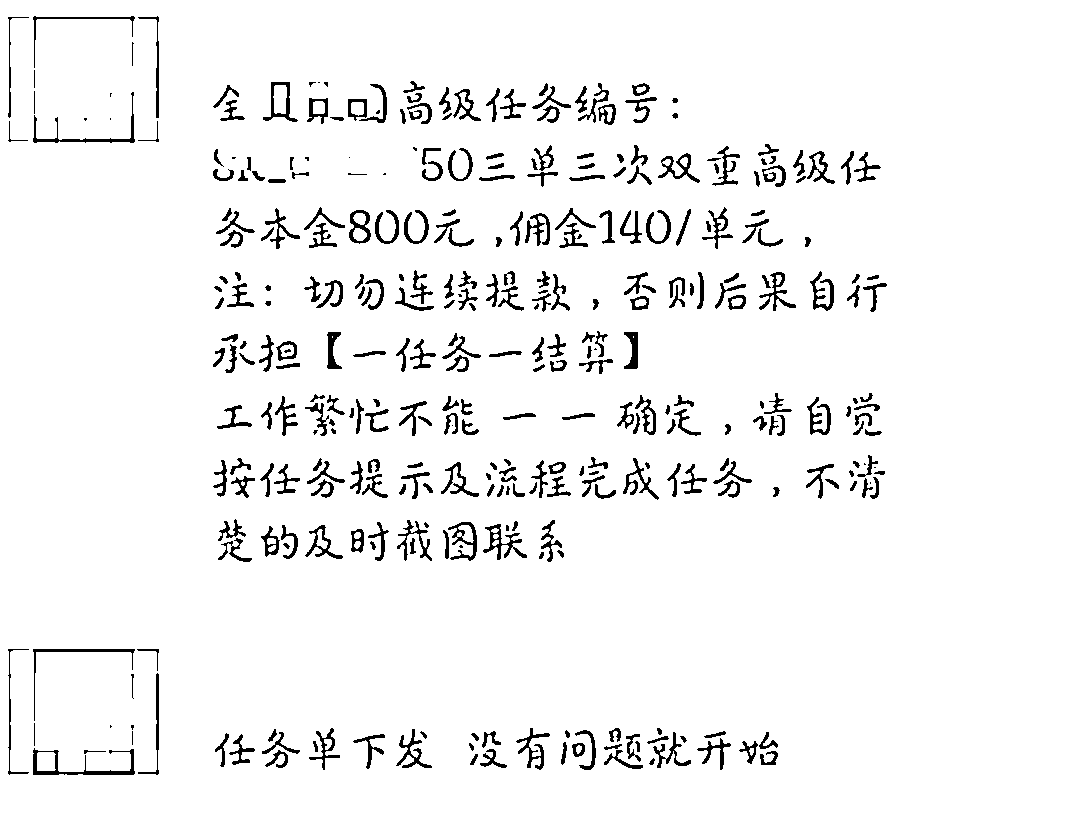 全 高级任务编号：
50三单三次双重高级任
务本金800元 ,佣金140/单元，
注：切勿连续提款，否则后果自行
承担【一任务一结算】
工作繁忙不能 一 一 确定，请自觉
按任务提示及流程完成任务，不清
楚的及时截图联系
任务单下发 没有问题就开始